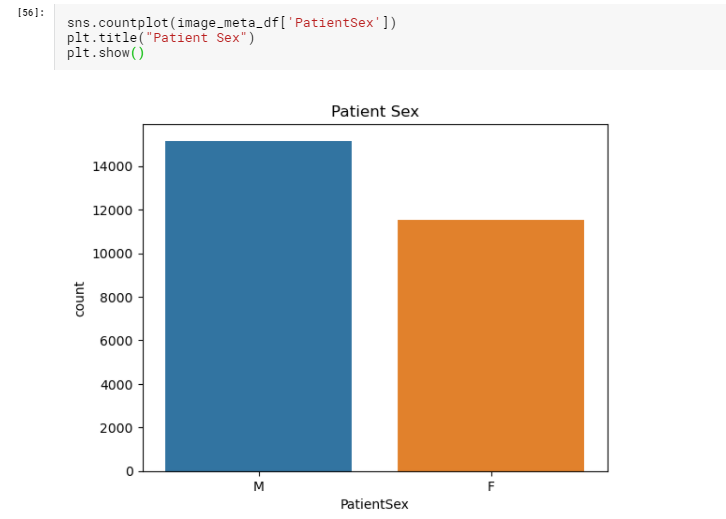 [56]:
sns.countplot(image_meta_df['PatientSex'])
plt.title("Patient Sex")
plt.show()
Patient Sex
14000
12000
10000
8000
6000
4000
2000
0
count
M F
PatientSex